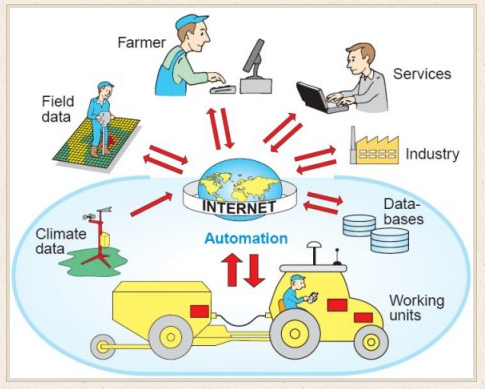 Farmer
Services
Field
data
Industry
INTERNET
Data-
bases
Climate
data
Automation
Working
units